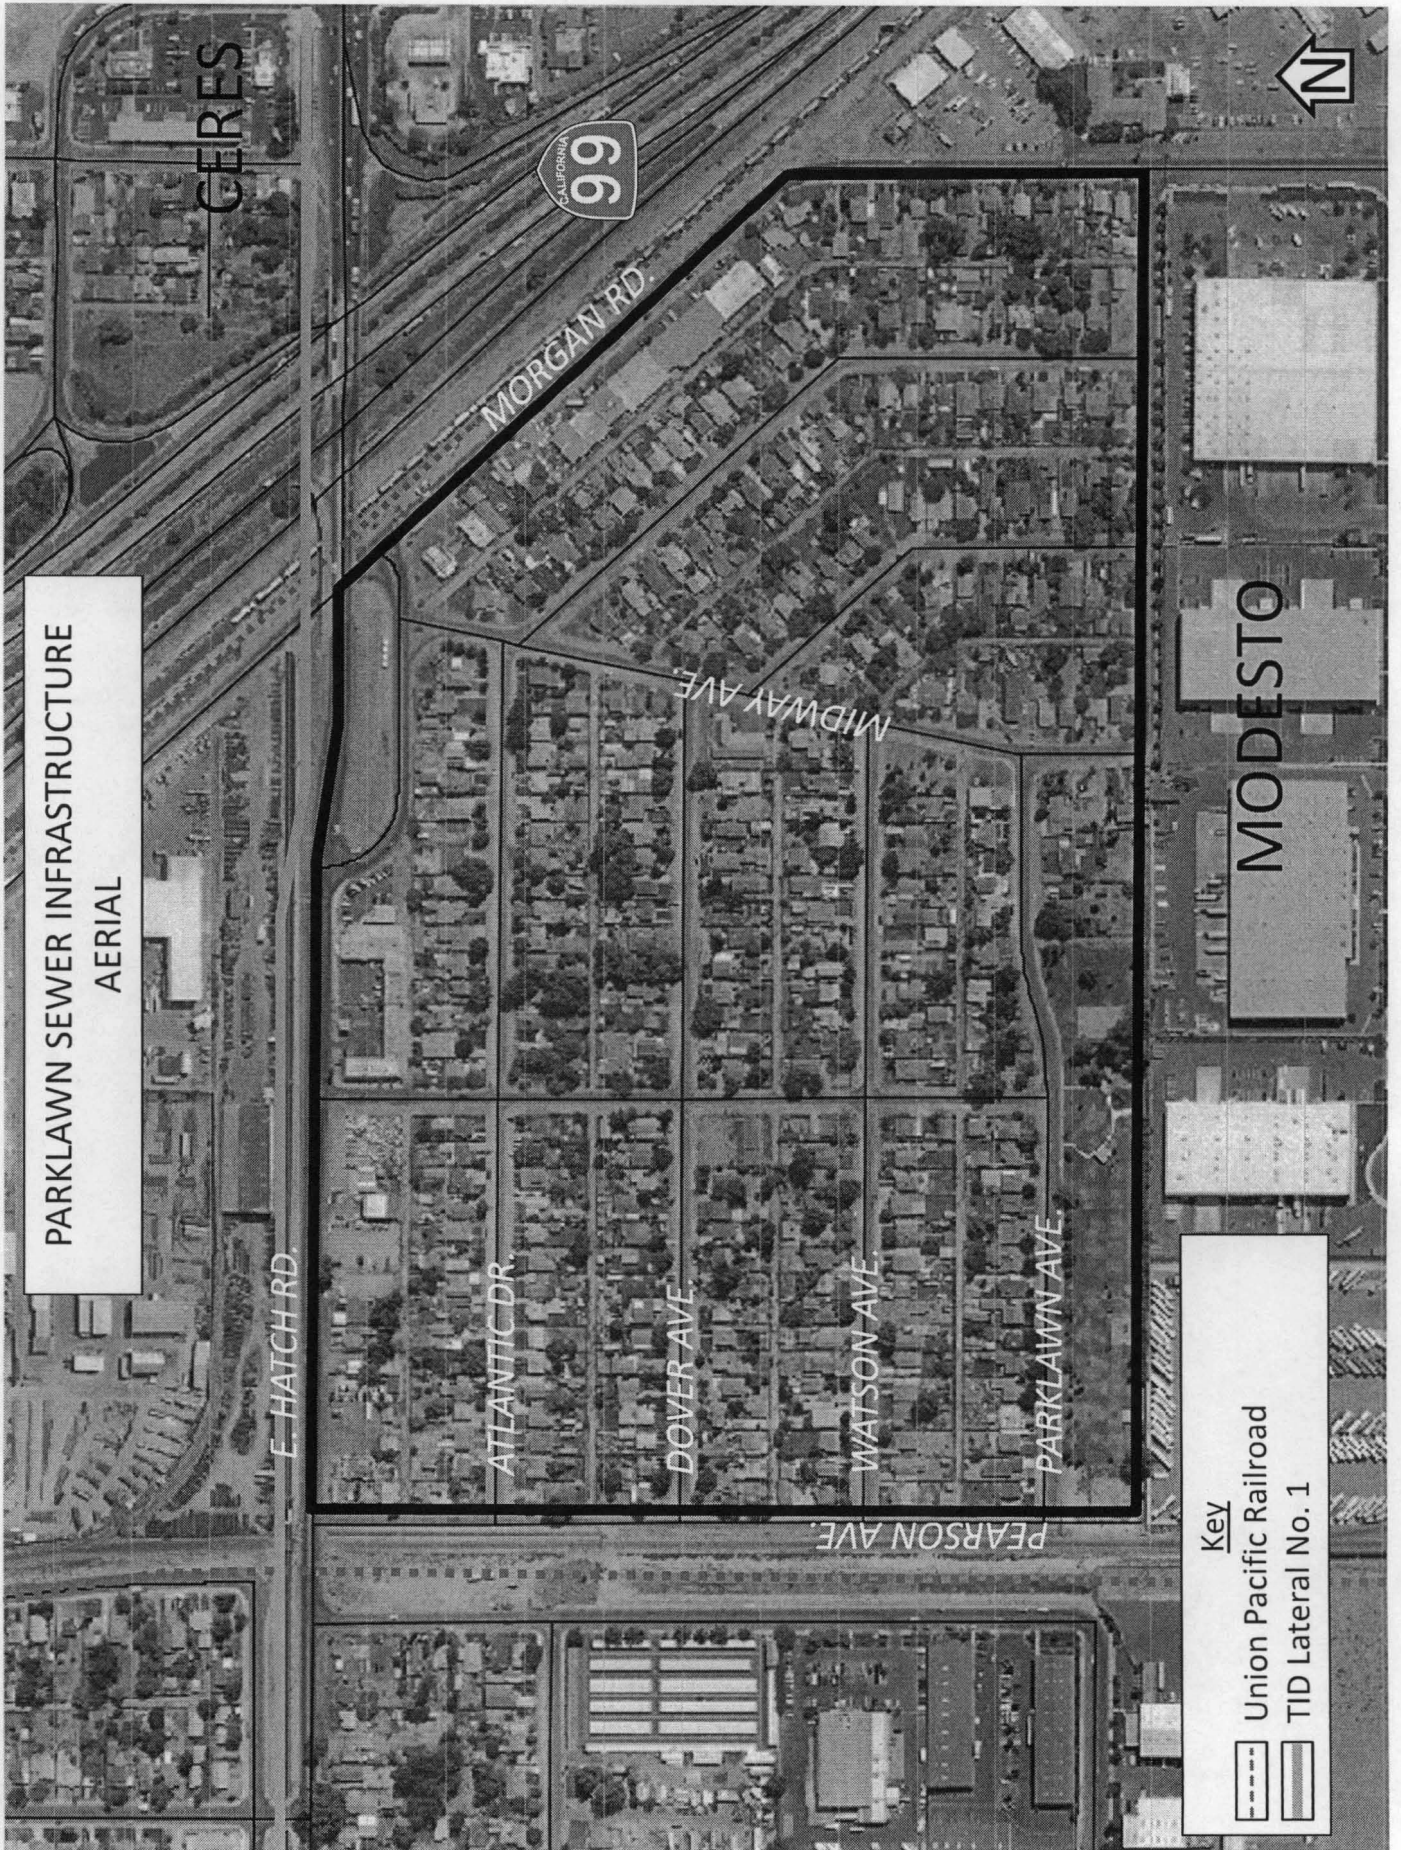 PARKLAWN SEWER INFRASTRUCTURE
AERIAL
CERES
CALIFORNIA
99
N
MORGAN RD.
E. HATCH RD.
MIDWAY AVE.
ATLANTIC DR.
DOVER AVE.
WATSON AVE.
PARKLAWN AVE.
PEARSON AVE.
MODESTO
Key
Union Pacific Railroad
TID Lateral No. 1